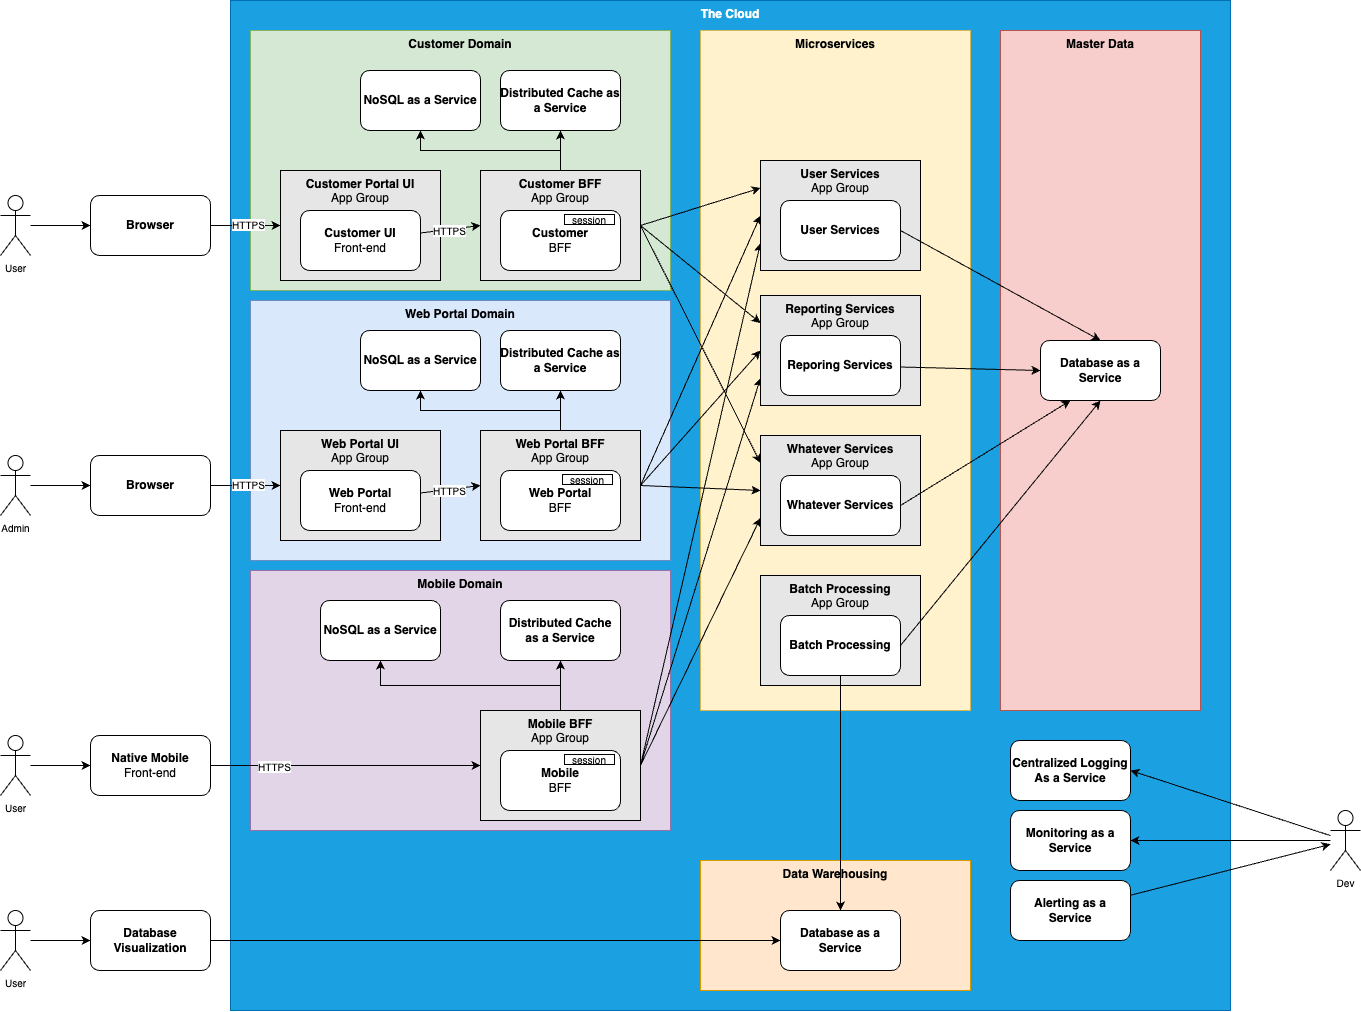 The Cloud
Customer Domain
NoSQL as a Service
Distributed Cache as
a Service
Customer Portal UI
App Group
Customer UI
Front-end
Customer BFF
App Group
session
Customer
BFF
User
Browser
HTTPS
HTTPS
Web Portal Domain
NoSQL as a Service
Distributed Cache as
a Service
Web Portal UI
App Group
Web Portal
Front-end
Web Portal BFF
App Group
session
Web Portal
BFF
Admin
Browser
HTTPS
HTTPS
Mobile Domain
NoSQL as a Service
Distributed Cache
as a Service
Mobile BFF
App Group
session
Mobile
BFF
User
Native Mobile
Front-end
HTTPS
Microservices
User Services
App Group
User Services
Reporting Services
App Group
Reporing Services
Whatever Services
App Group
Whatever Services
Batch Processing
App Group
Batch Processing
Master Data
Database as a
Service
Centralized Logging
As a Service
Monitoring as a
Service
Alerting as a
Service
Dev
Data Warehousing
Database as a
Service
User
Database
Visualization